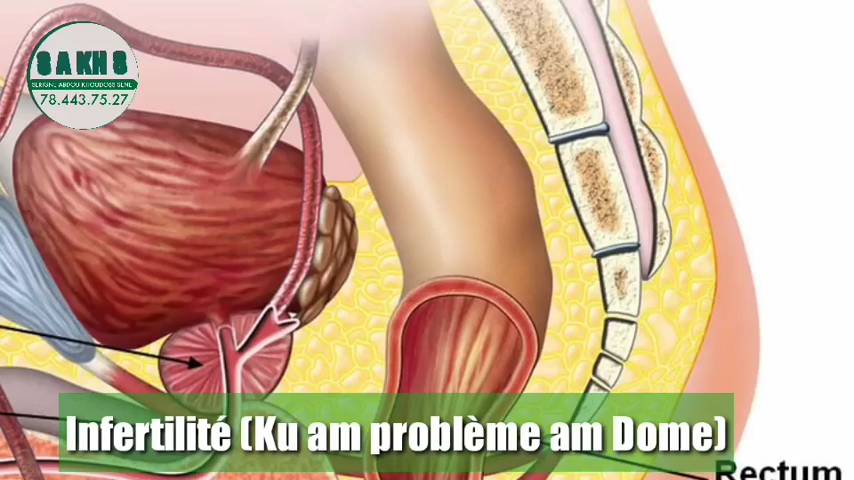 SAKHS
SERIGNE ABDOU KHOUDOSS SENE
78.443.75.27
Infertilité (Ku am problème am Dome)
Rectum